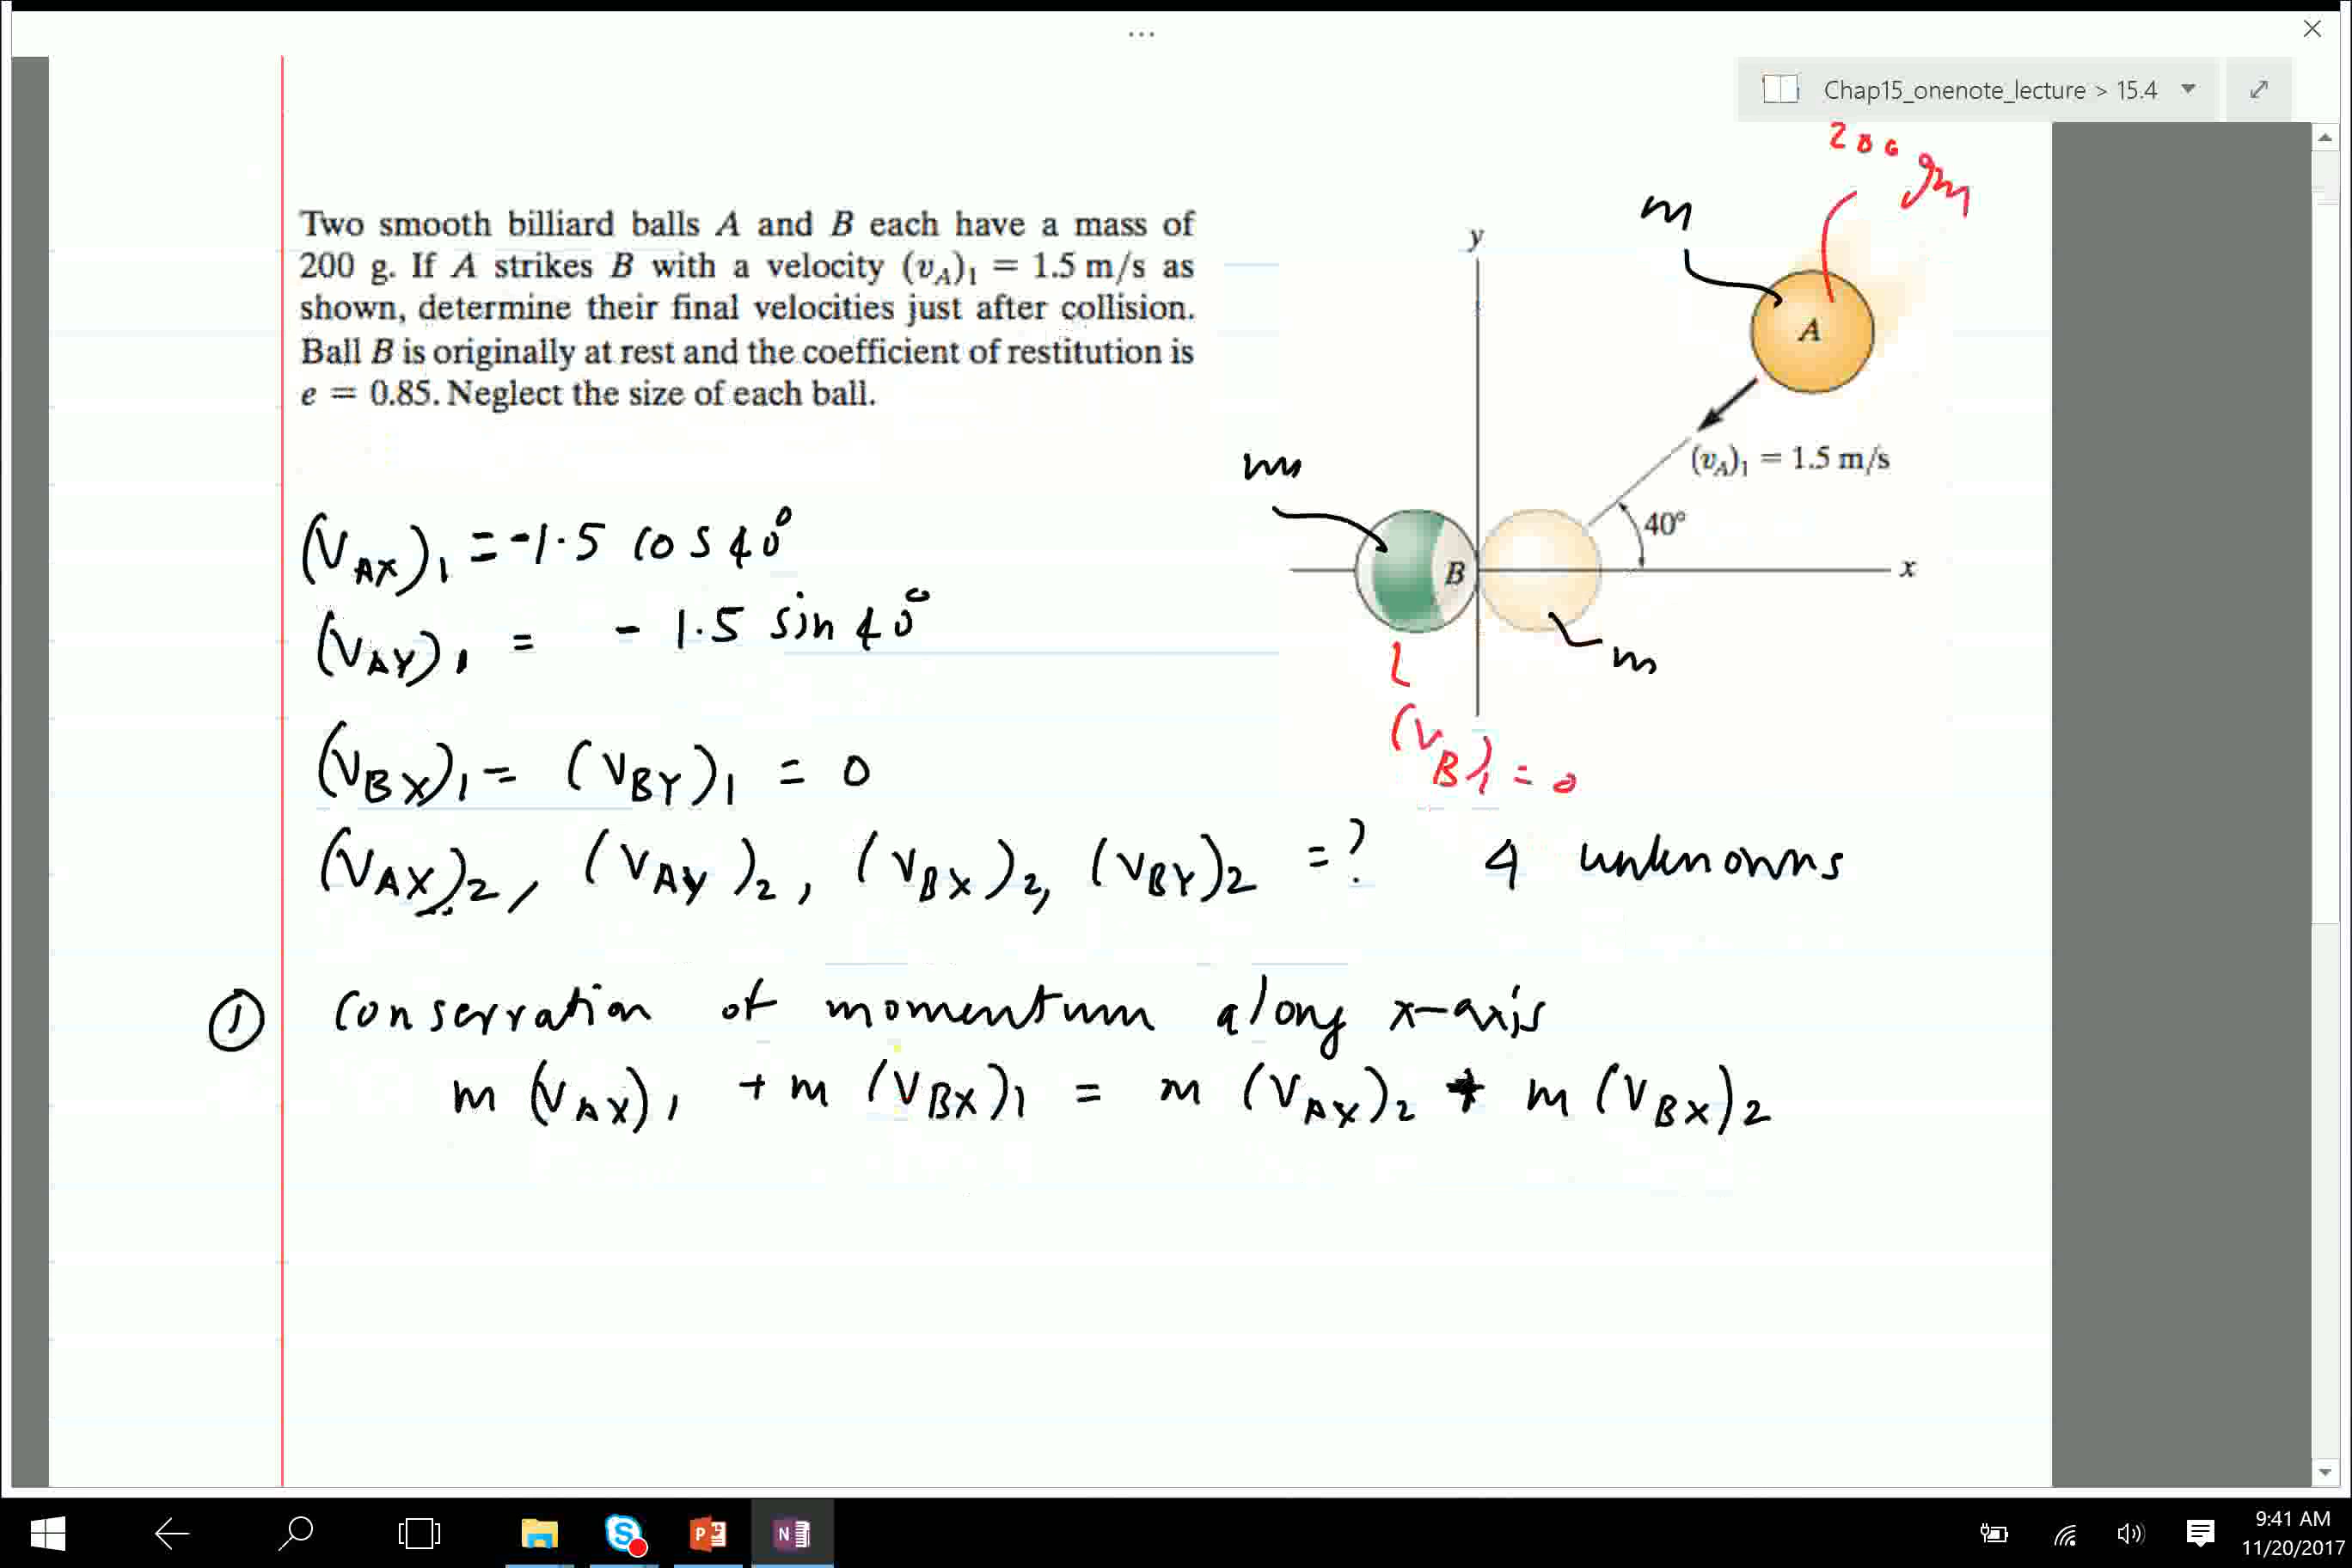 ...
Chap15_onenote_lecture > 15.4
200 gm
m
Two smooth billiard balls A and B each have a mass of
200 g. If A strikes B with a velocity (vA)1 = 1.5 m/s as
shown, determine their final velocities just after collision.
Ball B is originally at rest and the coefficient of restitution is
e = 0.85. Neglect the size of each ball.
y
A
(vA)1 = 1.5 m/s
m
40°
B
x
m
(VB)1 = 0
(VAX)1 = -1.5 cos 40°
(VAY)1 = - 1.5 sin 40°
(VBX)1 = (VBY)1 = 0
(VAX)2, (VAY)2, (VBX)2, (VBY)2 = ? 4 unknowns
① conservation of momentum along x-axis
m (VAX)1 + m (VBX)1 = m (VAX)2 + m (VBX)2
9:41 AM
11/20/2017